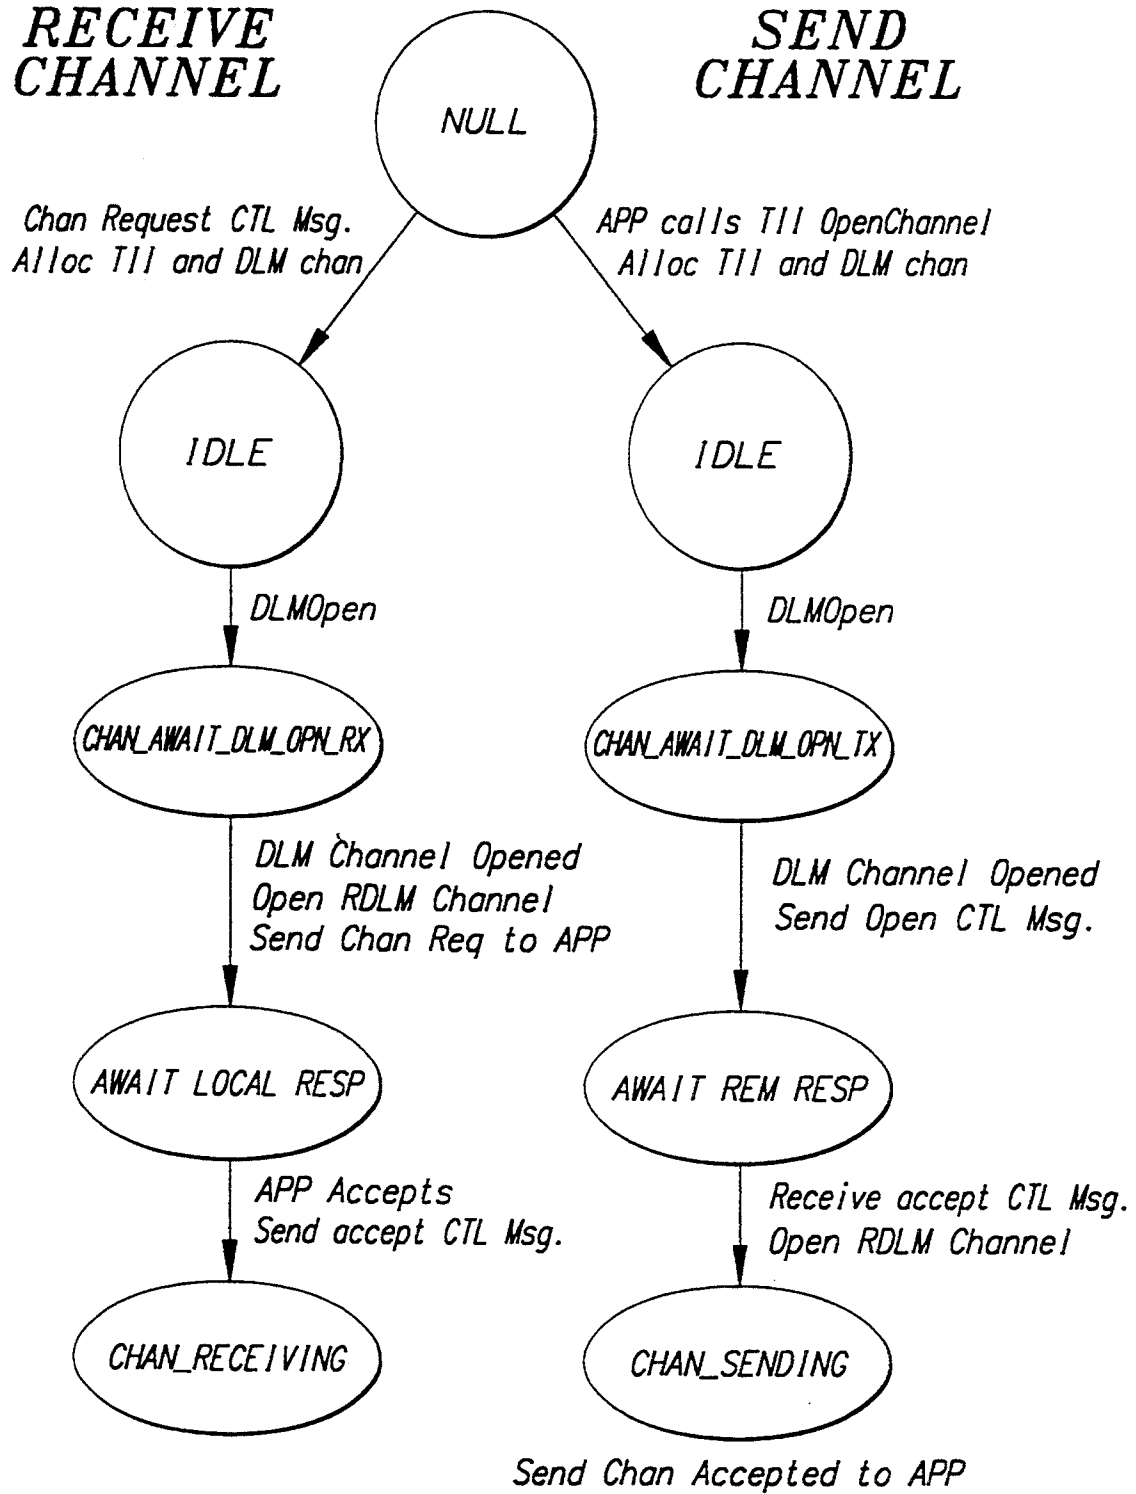 RECEIVE
CHANNEL
SEND
CHANNEL
NULL
Chan Request CTL Msg.
Alloc TII and DLM chan
APP calls TII OpenChannel
Alloc TII and DLM chan
IDLE
IDLE
DLMOpen
DLMOpen
CHAN_AWAIT_DLM_OPN_RX
CHAN_AWAIT_DLM_OPN_TX
DLM Channel Opened
Open RDLM Channel
Send Chan Req to APP
DLM Channel Opened
Send Open CTL Msg.
AWAIT LOCAL RESP
AWAIT REM RESP
APP Accepts
Send accept CTL Msg.
Receive accept CTL Msg.
Open RDLM Channel
CHAN_RECEIVING
CHAN_SENDING
Send Chan Accepted to APP